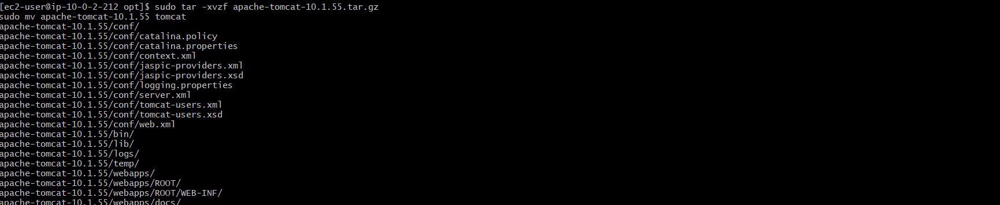 [ec2-user@ip-10-0-2-212 opt]$ sudo tar -xvzf apache-tomcat-10.1.55.tar.gz
sudo mv apache-tomcat-10.1.55 tomcat
apache-tomcat-10.1.55/conf/
apache-tomcat-10.1.55/conf/catalina.policy
apache-tomcat-10.1.55/conf/catalina.properties
apache-tomcat-10.1.55/conf/context.xml
apache-tomcat-10.1.55/conf/jaspic-providers.xml
apache-tomcat-10.1.55/conf/jaspic-providers.xsd
apache-tomcat-10.1.55/conf/logging.properties
apache-tomcat-10.1.55/conf/server.xml
apache-tomcat-10.1.55/conf/tomcat-users.xml
apache-tomcat-10.1.55/conf/tomcat-users.xsd
apache-tomcat-10.1.55/conf/web.xml
apache-tomcat-10.1.55/bin/
apache-tomcat-10.1.55/lib/
apache-tomcat-10.1.55/logs/
apache-tomcat-10.1.55/temp/
apache-tomcat-10.1.55/webapps/
apache-tomcat-10.1.55/webapps/ROOT/
apache-tomcat-10.1.55/webapps/ROOT/WEB-INF/
apache-tomcat-10.1.55/webapps/docs/